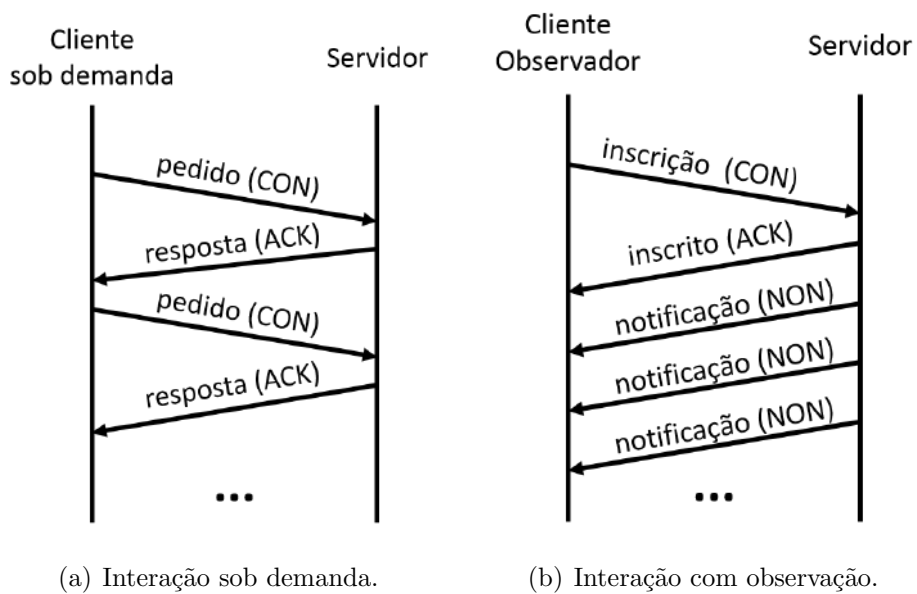 Cliente
sob demanda
Servidor
pedido (CON)
resposta (ACK)
pedido (CON)
resposta (ACK)
...
(a) Interação sob demanda.
Cliente
Observador
Servidor
inscrição (CON)
inscrito (ACK)
notificação (NON)
notificação (NON)
notificação (NON)
...
(b) Interação com observação.